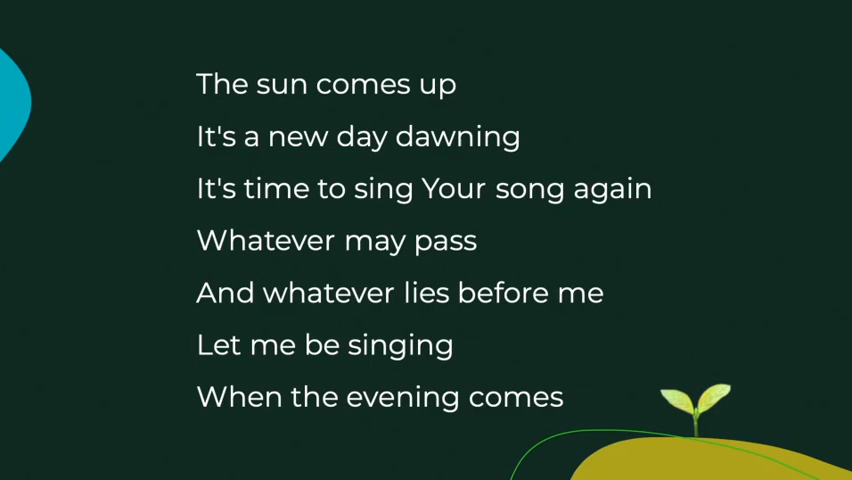 The sun comes up
It's a new day dawning
It's time to sing Your song again
Whatever may pass
And whatever lies before me
Let me be singing
When the evening comes